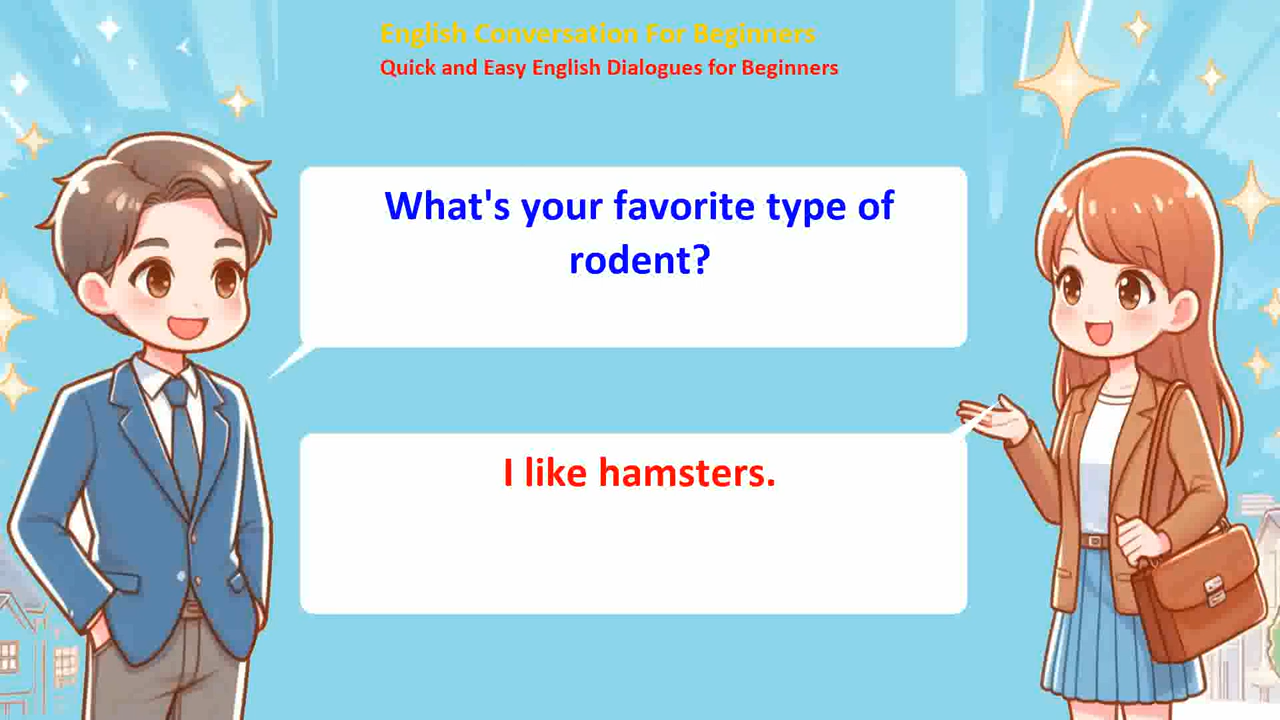 English Conversation For Beginners
Quick and Easy English Dialogues for Beginners
What's your favorite type of
rodent?
I like hamsters.